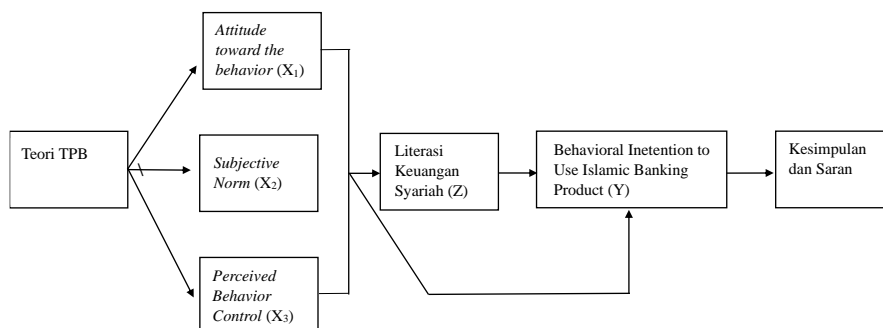 Attitude
toward the
behavior (X₁)
Teori TPB
Subjective
Norm (X₂)
Perceived
Behavior
Control (X₃)
Literasi
Keuangan
Syariah (Z)
Behavioral Inetention to
Use Islamic Banking
Product (Y)
Kesimpulan
dan Saran